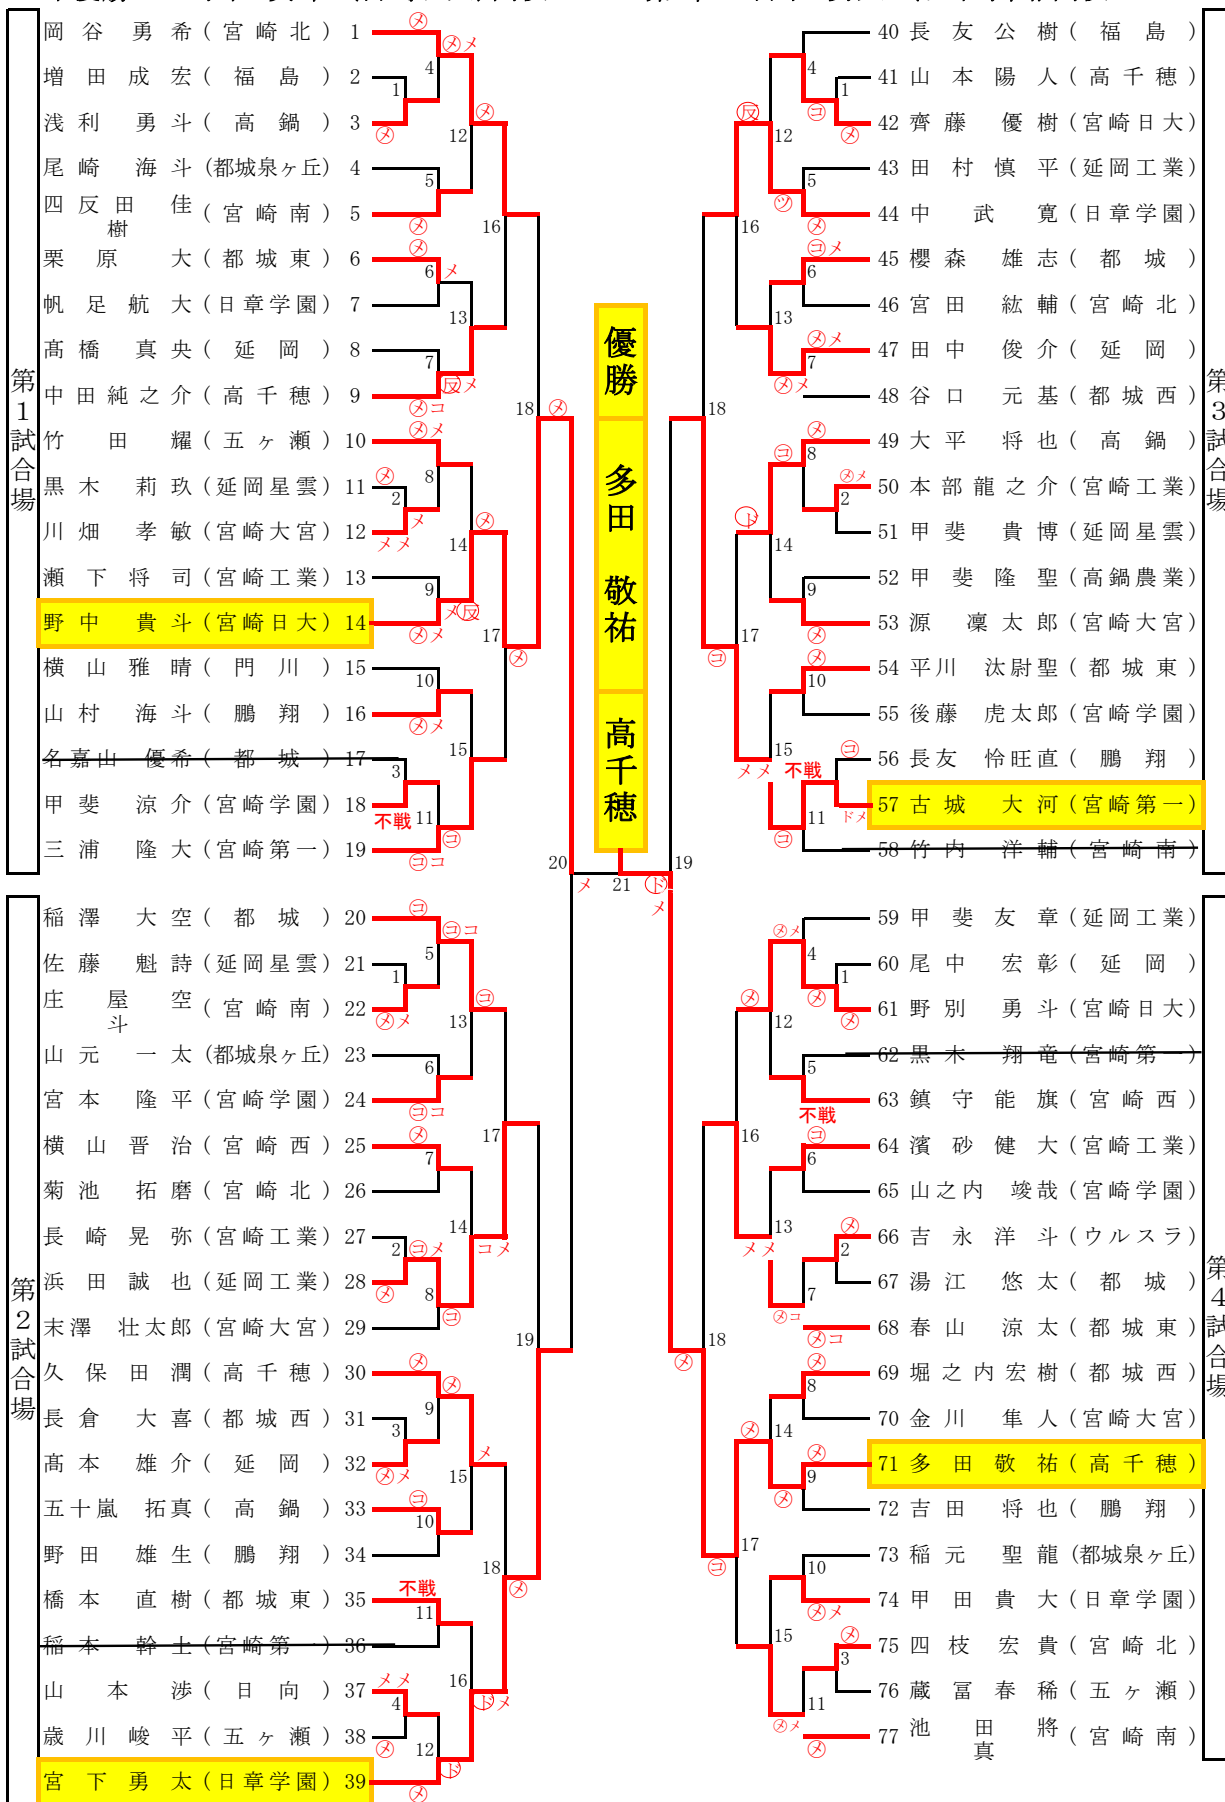 第1試合場
岡谷 勇希(宮崎北) 1
増田成宏(福島) 2
浅利 勇斗(高鍋) 3
尾崎 海斗(都城泉ヶ丘) 4
四反田 佳樹(宮崎南) 5
栗原 大(都城東) 6
帆足航大(日章学園) 7
髙橋 真央(延岡) 8
中田純之介(高千穂) 9
竹田 耀(五ヶ瀬) 10
黒木 莉玖(延岡星雲) 11
川畑 孝敏(宮崎大宮) 12
瀬下将司(宮崎工業) 13
野中 貴斗(宮崎日大) 14
横山雅晴(門川) 15
山村 海斗(鵬翔) 16
名嘉山 優希(都城) 17
甲斐 涼介(宮崎学園) 18
不戦
三浦 隆大(宮崎第一) 19
第2試合場
稲澤 大空(都城) 20
佐藤 魁詩(延岡星雲) 21
庄屋 空斗(宮崎南) 22
山元 一太(都城泉ヶ丘) 23
宮本 隆平(宮崎学園) 24
横山晋治(宮崎西) 25
菊池 拓磨(宮崎北) 26
長崎晃弥(宮崎工業) 27
浜田誠也(延岡工業) 28
末澤 壮太郎(宮崎大宮) 29
久保田潤(高千穂) 30
長倉 大喜(都城西) 31
髙本 雄介(延岡) 32
五十嵐 拓真(高鍋) 33
野田 雄生(鵬翔) 34
橋本 直樹(都城東) 35
不戦
稲本 幹士(宮崎第一) 36
山本 渉(日向) 37
歳川峻平(五ヶ瀬) 38
宮下勇太(日章学園) 39
優勝
多田 敬祐
高千穂
第3試合場
40 長友公樹(福島)
41 山本陽人(高千穂)
42 齊藤 優樹(宮崎日大)
43 田村慎平(延岡工業)
44 中武 寛(日章学園)
45 櫻森 雄志(都城)
46 宮田 紘輔(宮崎北)
47 田中 俊介(延岡)
48 谷口 元基(都城西)
49 大平 将也(高鍋)
50 本部龍之介(宮崎工業)
51 甲斐 貴博(延岡星雲)
52 甲斐隆聖(高鍋農業)
53 源 凜太郎(宮崎大宮)
54 平川 汰尉聖(都城東)
55 後藤 虎太郎(宮崎学園)
56 長友 怜旺直(鵬翔)
不戦
57 古城 大河(宮崎第一)
58 竹内 洋輔(宮崎南)
第4試合場
59 甲斐友章(延岡工業)
60 尾中 宏彰(延岡)
61 野別 勇斗(宮崎日大)
62 黒木 翔竜(宮崎第一)
63 鎮守能旗(宮崎西)
不戦
64 濱砂健大(宮崎工業)
65 山之内 竣哉(宮崎学園)
66 吉永洋斗(ウルスラ)
67 湯江 悠太(都城)
68 春山 涼太(都城東)
69 堀之内宏樹(都城西)
70 金川 隼人(宮崎大宮)
71 多田敬祐(高千穂)
72 吉田 将也(鵬翔)
73 稲元 聖龍(都城泉ヶ丘)
74 甲田貴大(日章学園)
75 四枝 宏貴(宮崎北)
76 蔵冨春稀(五ヶ瀬)
77 池田 將真(宮崎南)